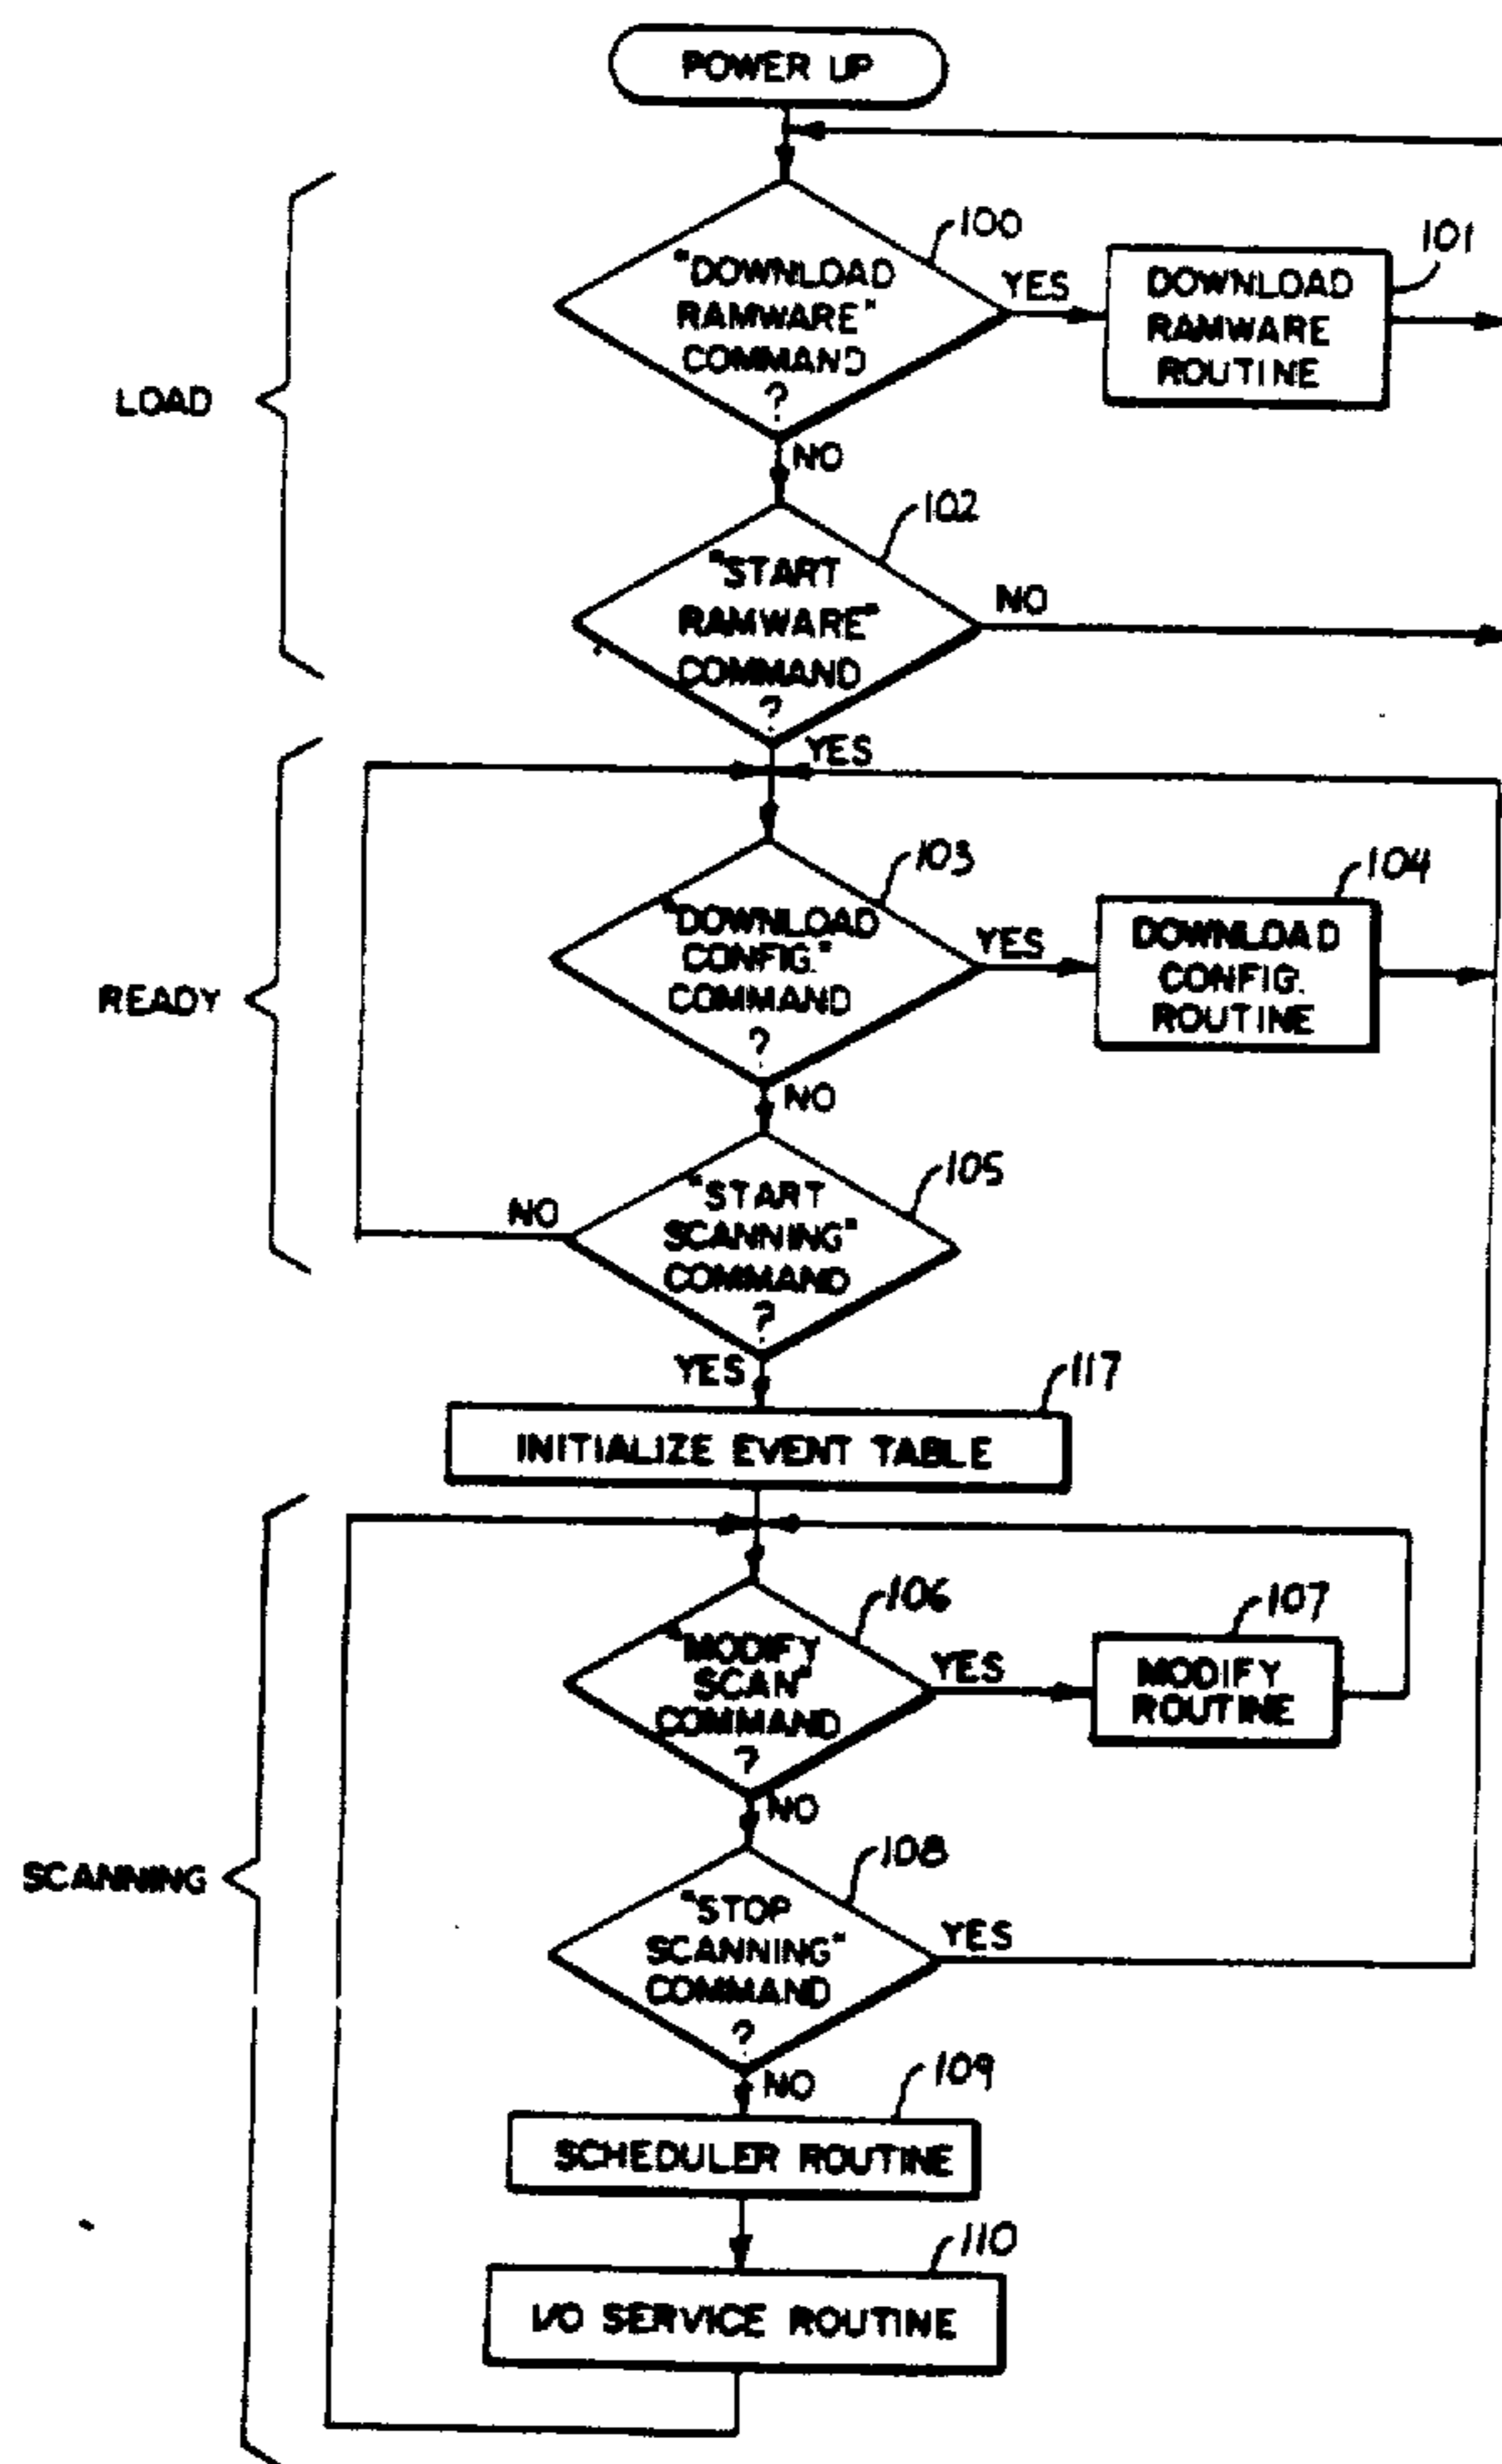 POWER UP
100
"DOWNLOAD
RAMWARE"
COMMAND
?
YES
101
DOWNLOAD
RAMWARE
ROUTINE
NO
LOAD
102
"START
RAMWARE"
COMMAND
?
NO
YES
103
"DOWNLOAD
CONFIG."
COMMAND
?
YES
104
DOWNLOAD
CONFIG.
ROUTINE
READY
NO
105
"START
SCANNING"
COMMAND
?
NO
YES
117
INITIALIZE EVENT TABLE
106
"MODIFY
SCAN"
COMMAND
?
YES
107
MODIFY
ROUTINE
NO
SCANNING
108
"STOP
SCANNING"
COMMAND
?
YES
NO
109
SCHEDULER ROUTINE
110
I/O SERVICE ROUTINE